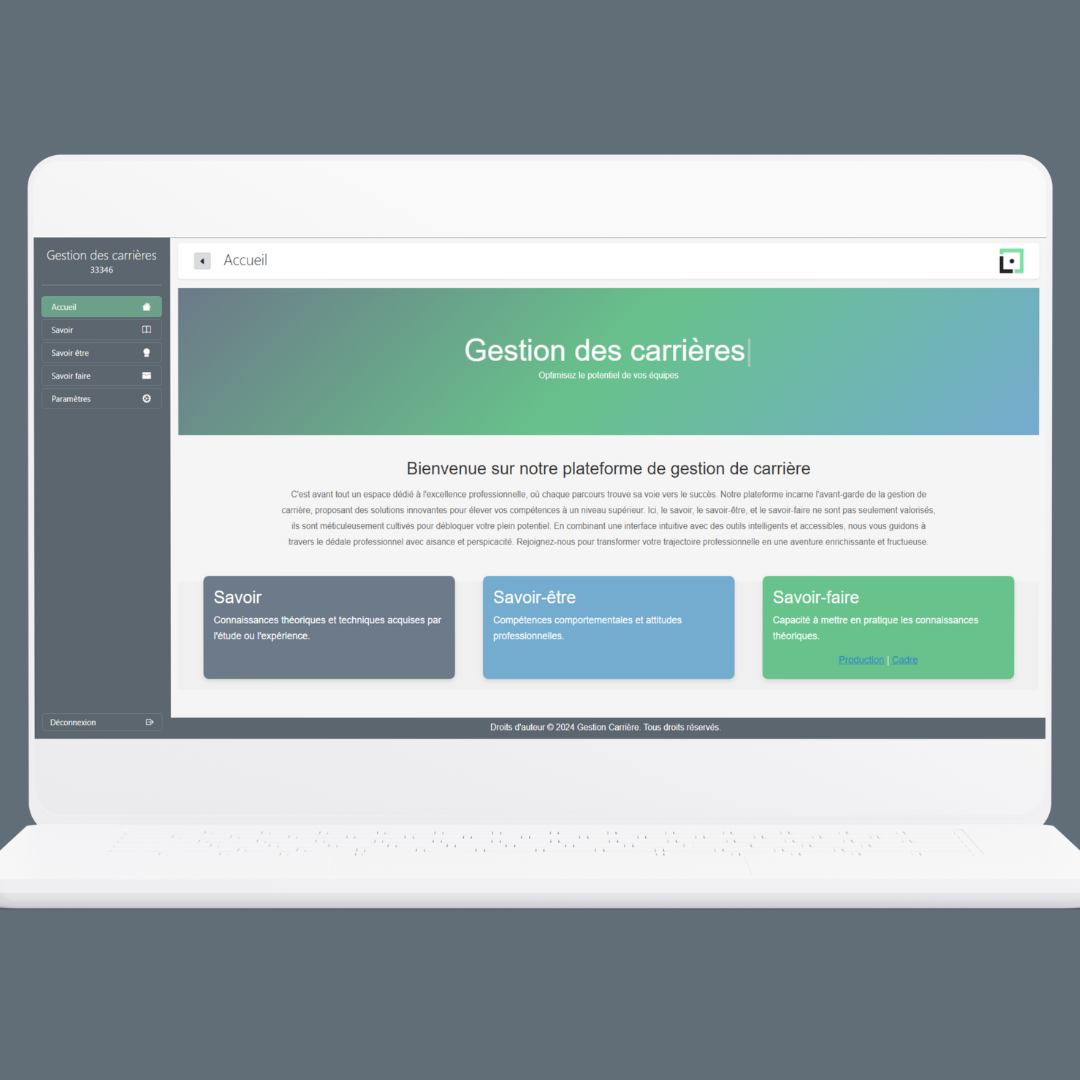 Gestion des carrières
33346
Accueil
Savoir
Savoir être
Savoir faire
Paramètres
Déconnexion
Accueil
Gestion des carrières
Optimisez le potentiel de vos équipes
Bienvenue sur notre plateforme de gestion de carrière
C'est avant tout un espace dédié à l'excellence professionnelle, où chaque parcours trouve sa voie vers le succès. Notre plateforme incarne l'avant-garde de la gestion de
carrière, proposant des solutions innovantes pour élever vos compétences à un niveau supérieur. Ici, le savoir, le savoir-être, et le savoir-faire ne sont pas seulement valorisés,
ils sont méticuleusement cultivés pour débloquer votre plein potentiel. En combinant une interface intuitive avec des outils intelligents et accessibles, nous vous guidons à
travers le dédale professionnel avec aisance et perspicacité. Rejoignez-nous pour transformer votre trajectoire professionnelle en une aventure enrichissante et fructueuse.
Savoir
Connaissances théoriques et techniques acquises par
l'étude ou l'expérience.
Savoir-être
Compétences comportementales et attitudes
professionnelles.
Savoir-faire
Capacité à mettre en pratique les connaissances
théoriques.
Production | Cadre
Droits d'auteur © 2024 Gestion Carrière. Tous droits réservés.